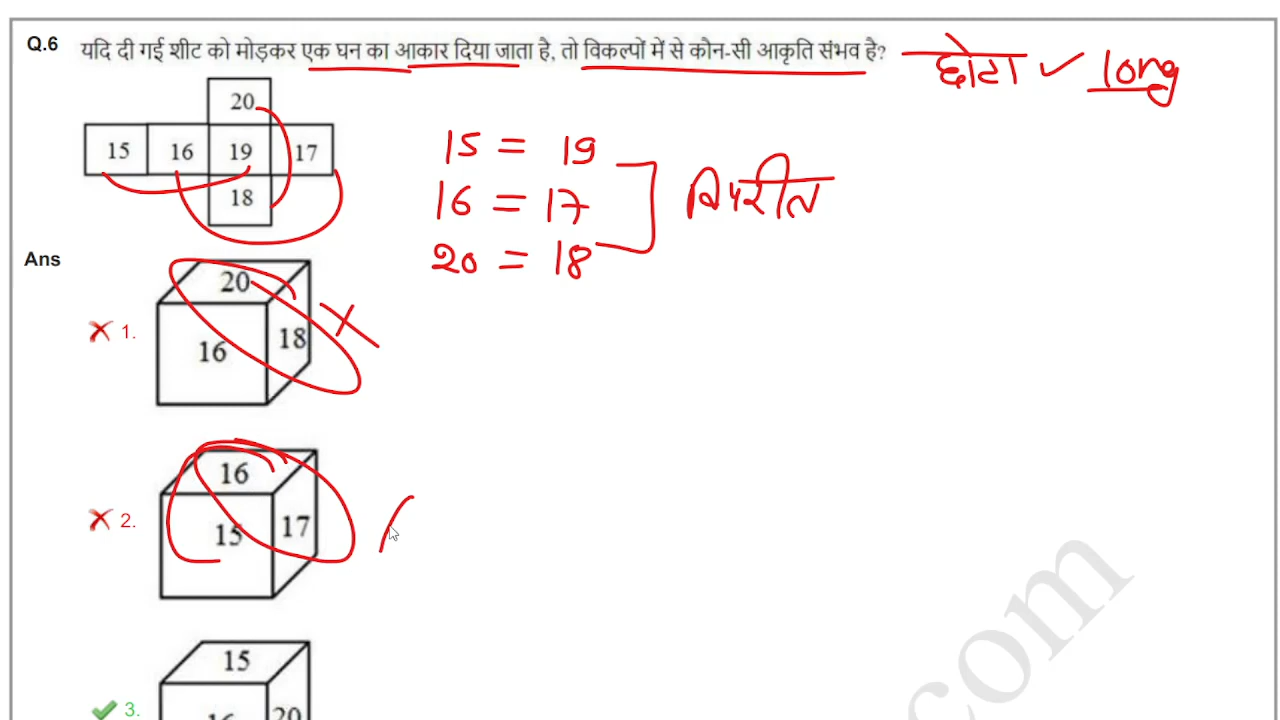 Q.6 यदि दी गई शीट को मोड़कर एक घन का आकार दिया जाता है, तो विकल्पों में से कौन-सी आकृति संभव है?
छोटा ✓ long
20
15 16 19 17
18
15 = 19
16 = 17
20 = 18
विपरीत
Ans
20
✗ 1.
16 18
16
✗ 2.
15 17
15
✓ 3.
16 20
com